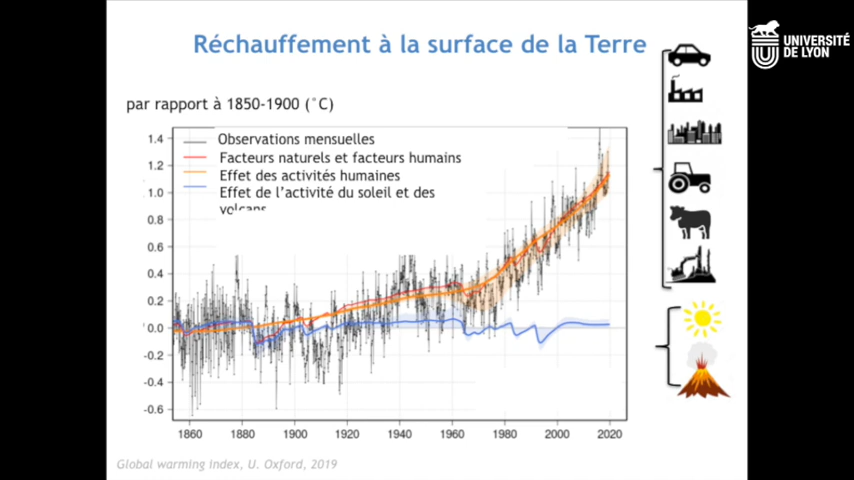 Réchauffement à la surface de la Terre
UNIVERSITÉ
DE LYON
par rapport à 1850-1900 (°C)
Observations mensuelles
Facteurs naturels et facteurs humains
Effet des activités humaines
Effet de l'activité du soleil et des
volcans
1.4
1.2
1.0
0.8
0.6
0.4
0.2
0.0
-0.2
-0.4
-0.6
1860 1880 1900 1920 1940 1960 1980 2000 2020
Global warming index, U. Oxford, 2019